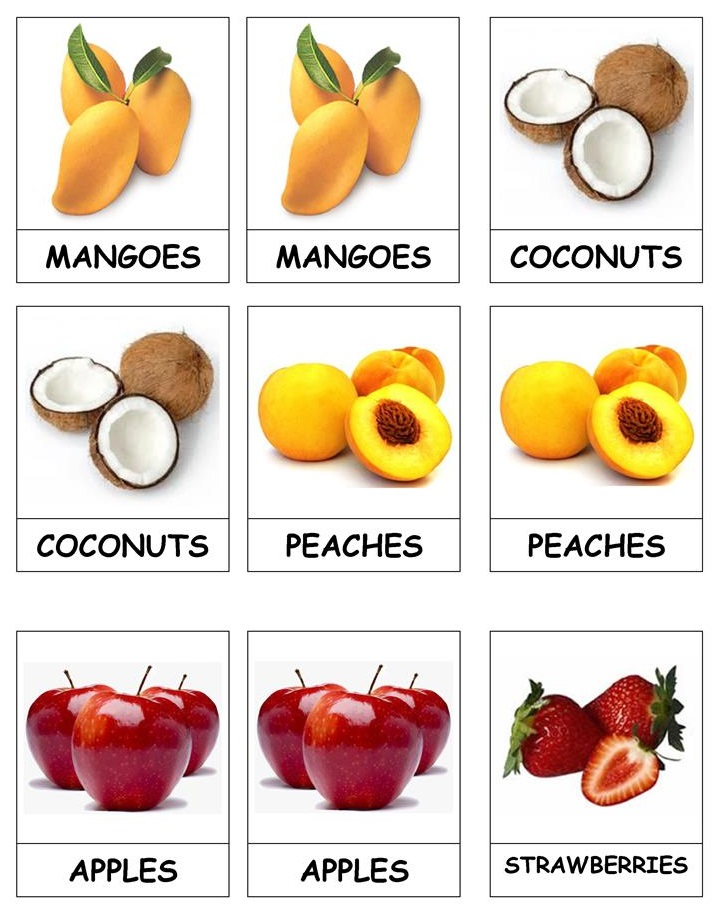 MANGOES
MANGOES
COCONUTS
COCONUTS
PEACHES
PEACHES
APPLES
APPLES
STRAWBERRIES